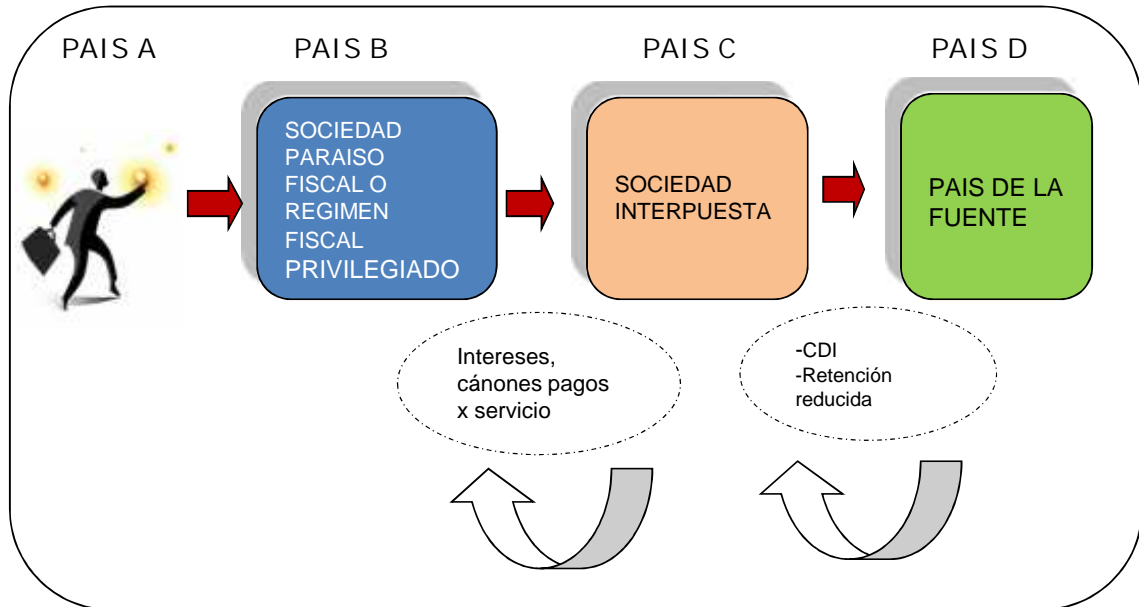 PAIS A
PAIS B
PAIS C
PAIS D
SOCIEDAD
PARAISO
FISCAL O
REGIMEN
FISCAL
PRIVILEGIADO
SOCIEDAD
INTERPUESTA
PAIS DE LA
FUENTE
Intereses,
cánones pagos
x servicio
-CDI
-Retención
reducida